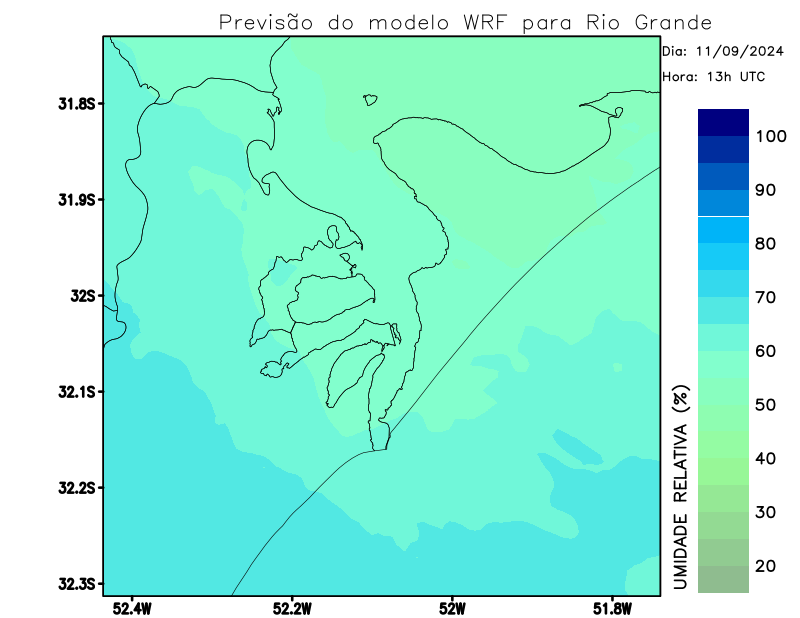 Previsão do modelo WRF para Rio Grande
Dia: 11/09/2024
Hora: 13h UTC
31.8S
31.9S
32S
32.1S
32.2S
32.3S
52.4W
52.2W
52W
51.8W
UMIDADE RELATIVA (%)
100
90
80
70
60
50
40
30
20